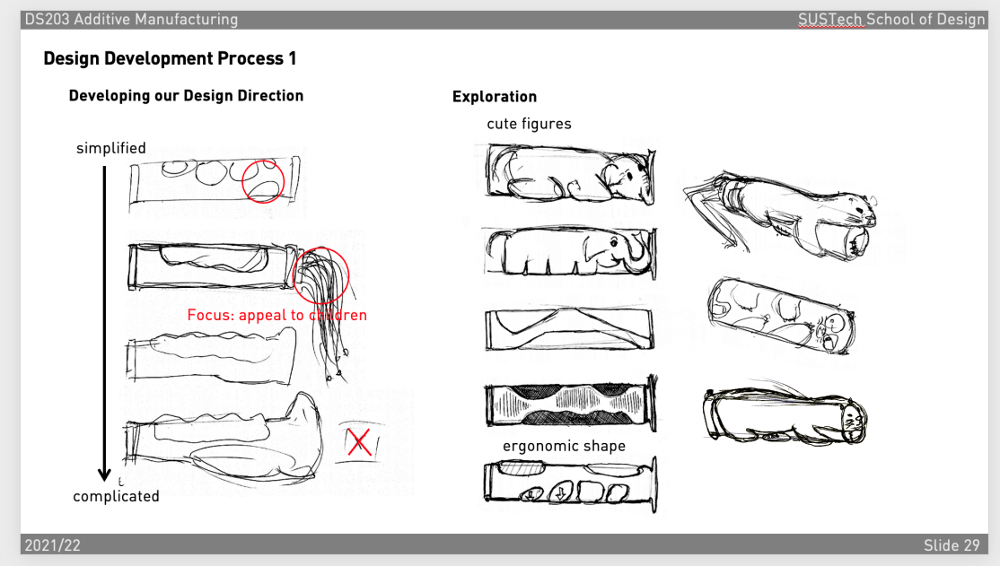 DS203 Additive Manufacturing
SUSTech School of Design
Design Development Process 1
Developing our Design Direction
simplified
Focus: appeal to children
complicated
Exploration
cute figures
ergonomic shape
2021/22
Slide 29